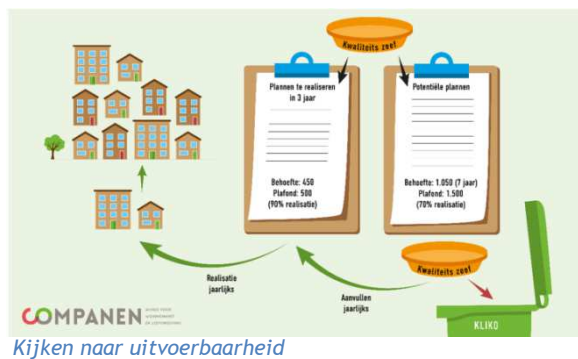 Kwaliteits zeef
Plannen te realiseren
in 3 jaar
Behoefte: 450
Plafond: 500
(90% realisatie)
Potentiële plannen
Behoefte: 1.050 (7 jaar)
Plafond: 1.500
(70% realisatie)
Kwaliteits zeef
Realisatie
jaarlijks
Aanvullen
jaarlijks
KLIKO
COMPANEN
Kijken naar uitvoerbaarheid